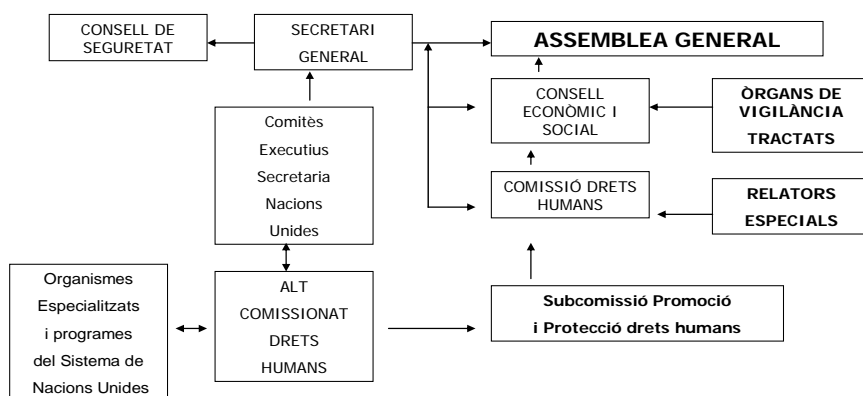 CONSELL DE
SEGURETAT
SECRETARI
GENERAL
ASSEMBLEA GENERAL
Comitès
Executius
Secretaria
Nacions
Unides
CONSELL
ECONÒMIC I
SOCIAL
ÒRGANS DE
VIGILÀNCIA
TRACTATS
COMISSIÓ DRETS
HUMANS
RELATORS
ESPECIALS
Organismes
Especialitzats
i programes
del Sistema de
Nacions Unides
ALT
COMISSIONAT
DRETS
HUMANS
Subcomissió Promoció
i Protecció drets humans